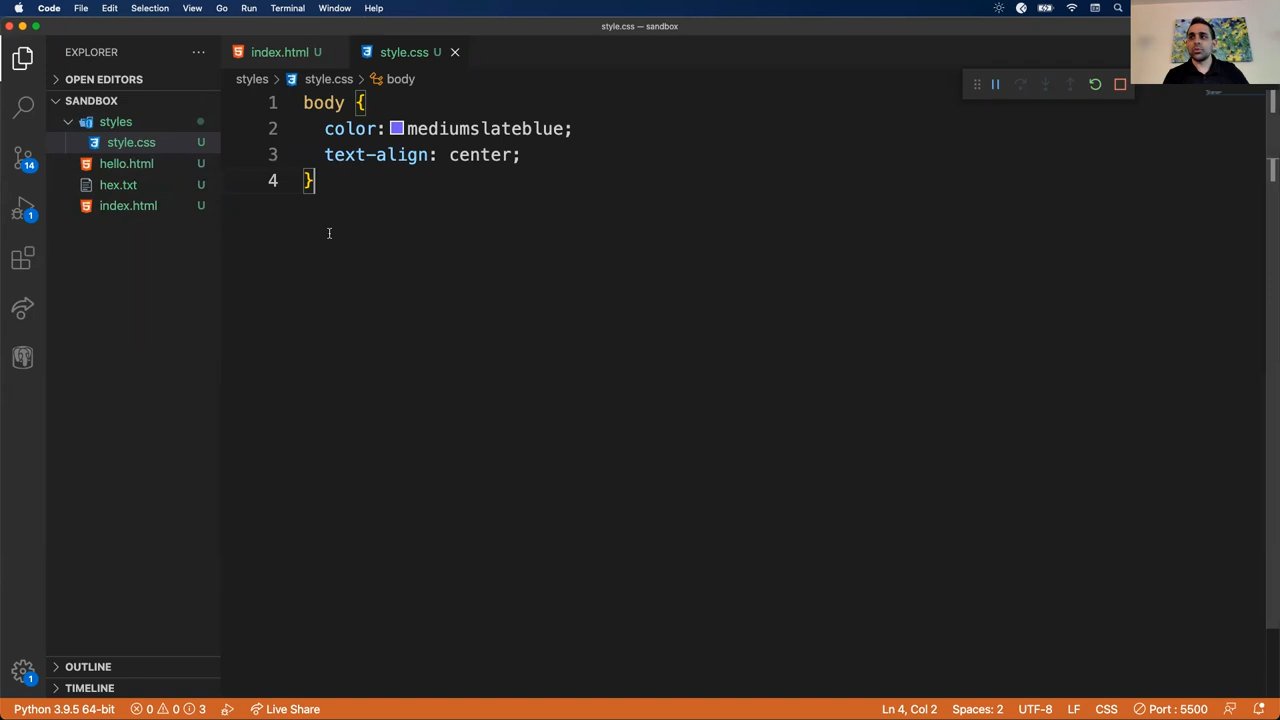 Code File Edit Selection View Go Run Terminal Window Help
style.css — sandbox
EXPLORER
OPEN EDITORS
SANDBOX
styles
style.css U
hello.html U
hex.txt U
index.html U
OUTLINE
TIMELINE
14
1
1
index.html U
style.css U
styles > style.css > body
1 body {
2 color: mediumslateblue;
3 text-align: center;
4 }
Python 3.9.5 64-bit 0 0 3 Live Share Ln 4, Col 2 Spaces: 2 UTF-8 LF CSS Port : 5500